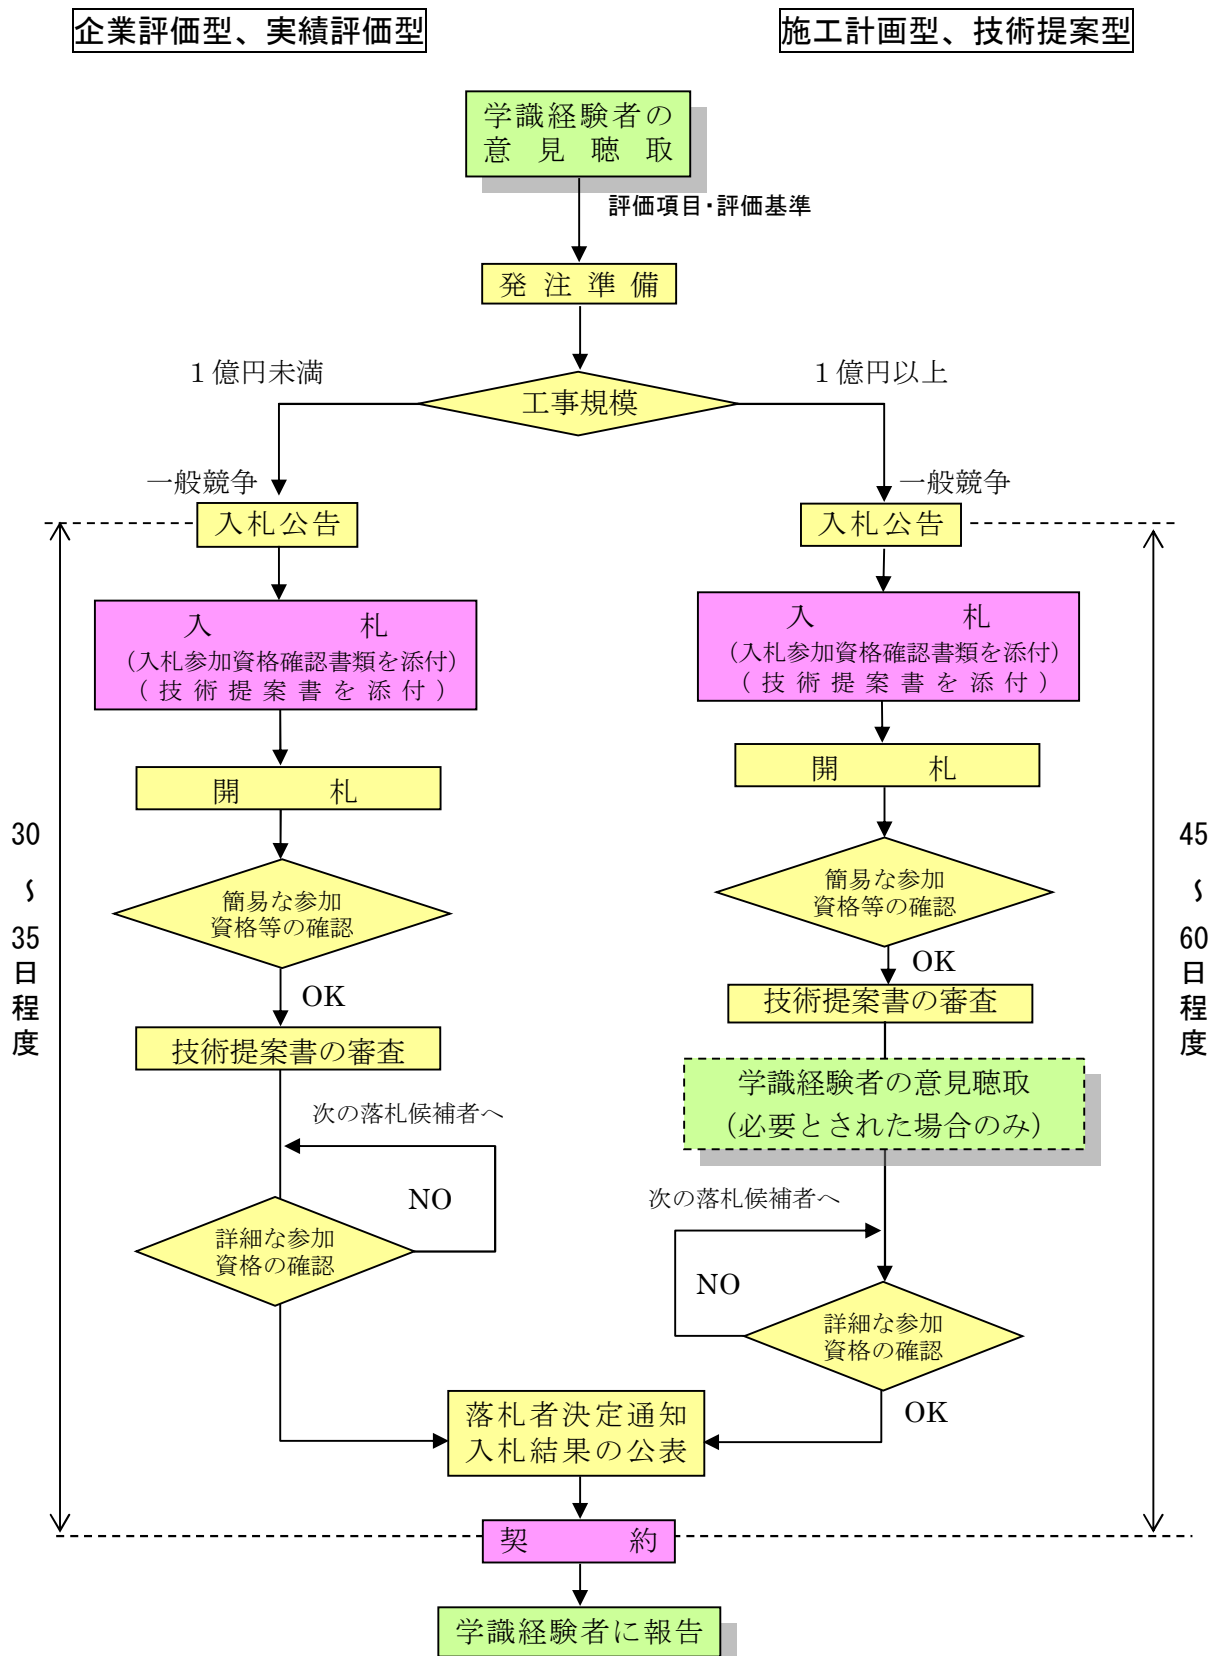 企業評価型、実績評価型
施工計画型、技術提案型
学識経験者の
意見聴取
評価項目・評価基準
発注準備
１億円未満
１億円以上
工事規模
一般競争
一般競争
入札公告
入札公告
入札
（入札参加資格確認書類を添付）
（技術提案書を添付）
入札
（入札参加資格確認書類を添付）
（技術提案書を添付）
開札
開札
30
～
35
日
程
度
45
～
60
日
程
度
簡易な参加
資格等の確認
簡易な参加
資格等の確認
OK
OK
技術提案書の審査
技術提案書の審査
学識経験者の意見聴取
（必要とされた場合のみ）
次の落札候補者へ
NO
次の落札候補者へ
NO
詳細な参加
資格の確認
詳細な参加
資格の確認
OK
落札者決定通知
入札結果の公表
契約
学識経験者に報告